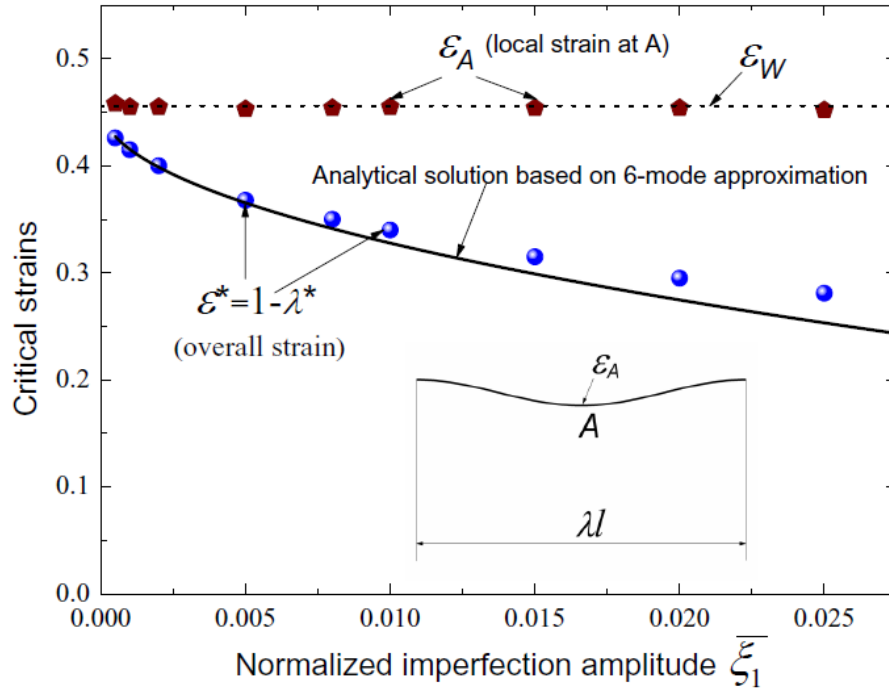 0.5
ε_A (local strain at A)
ε_W
0.4
Analytical solution based on 6-mode approximation
0.3
ε*=1-λ*
(overall strain)
0.2
ε_A
A
0.1
λl
0.0
0.000 0.005 0.010 0.015 0.020 0.025
Critical strains
Normalized imperfection amplitude \overline{ξ_1}